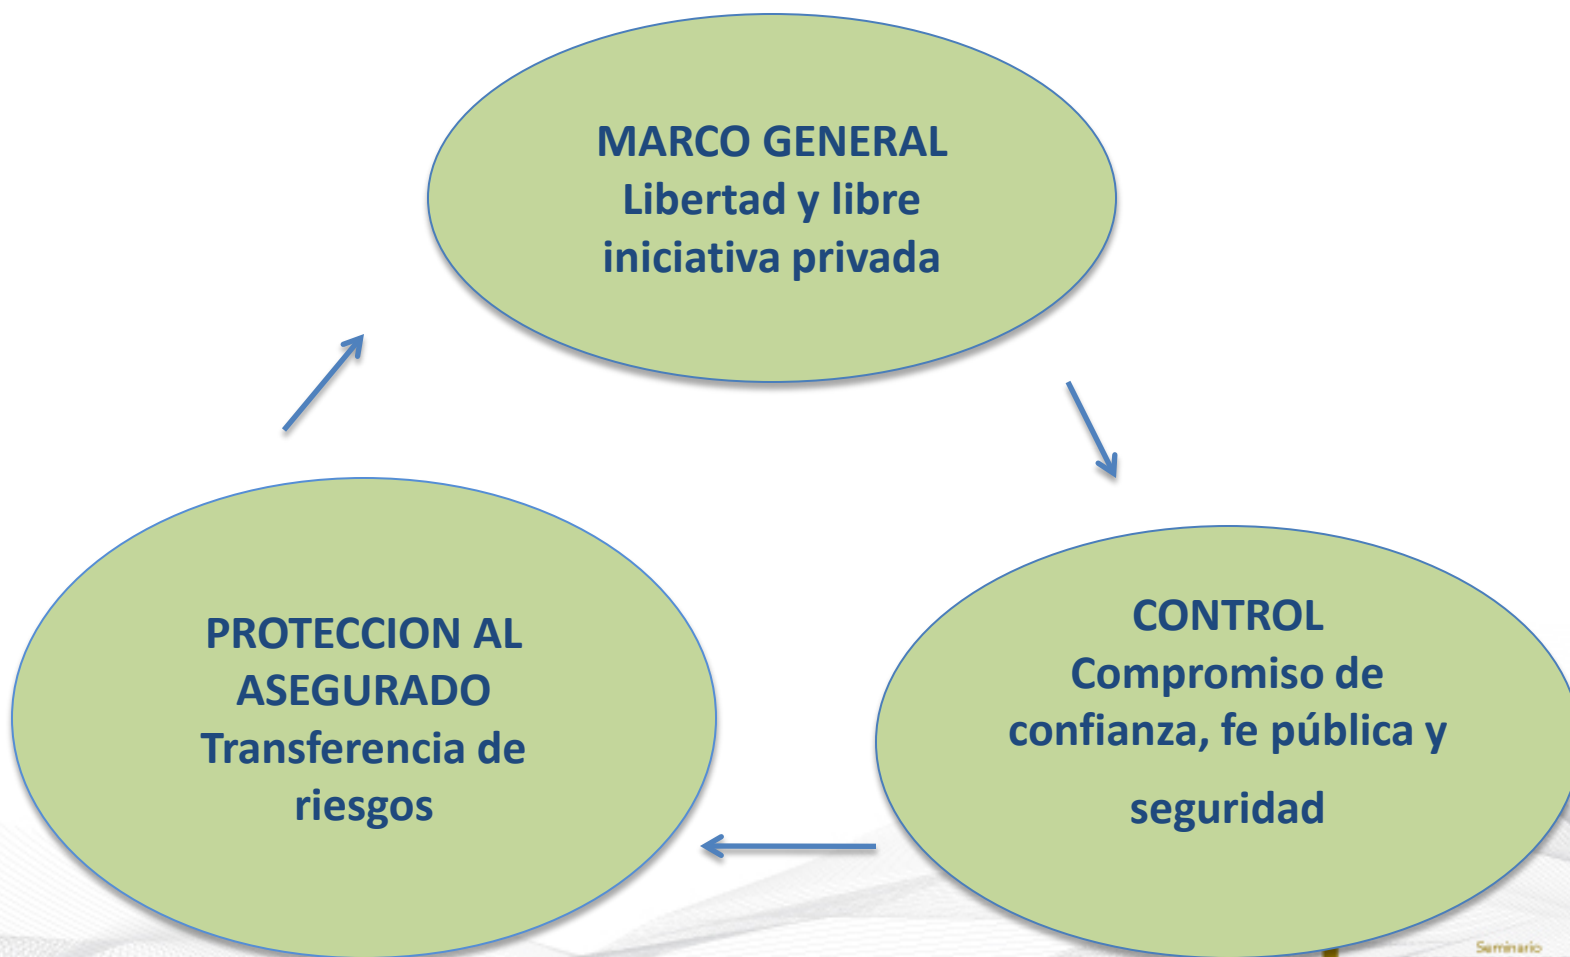 MARCO GENERAL
Libertad y libre
iniciativa privada
PROTECCION AL
ASEGURADO
Transferencia de
riesgos
CONTROL
Compromiso de
confianza, fe pública y
seguridad
Seminario